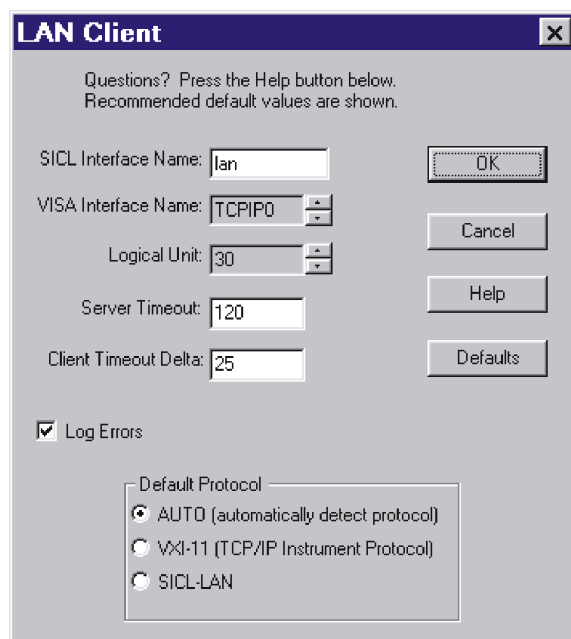 LAN Client
Questions? Press the Help button below.
Recommended default values are shown.
SICL Interface Name: lan
OK
VISA Interface Name: TCPIP0
Cancel
Logical Unit: 30
Help
Server Timeout: 120
Client Timeout Delta: 25
Defaults
Log Errors
Default Protocol
AUTO (automatically detect protocol)
VXI-11 (TCP/IP Instrument Protocol)
SICL-LAN